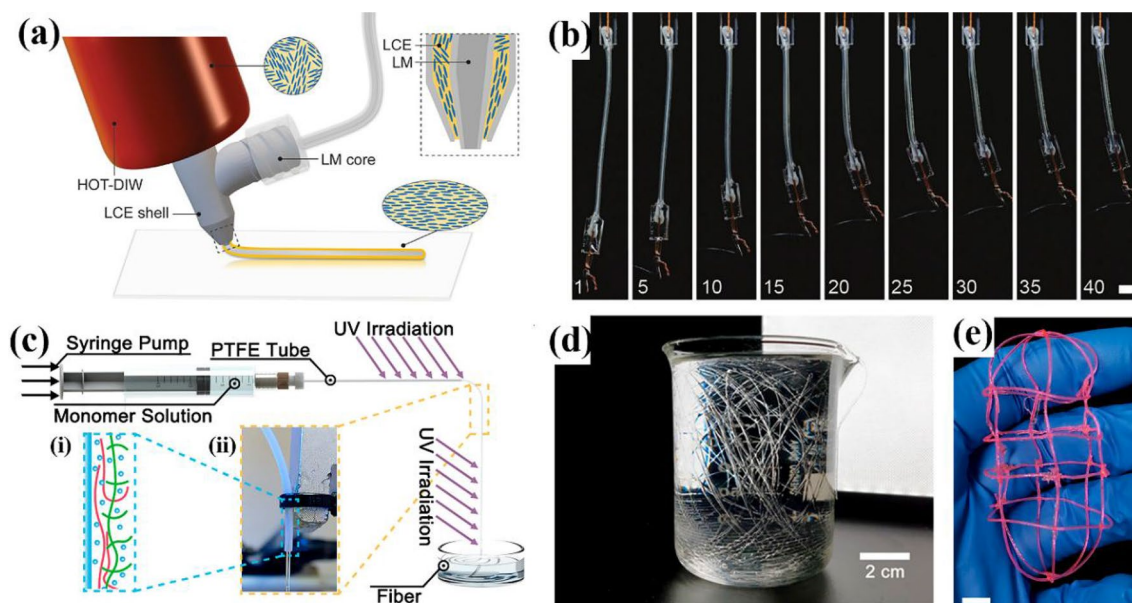 (a)
LCE
LM
LM core
HOT-DIW
LCE shell
(b)
1
5
10
15
20
25
30
35
40
(c)
Syringe Pump
PTFE Tube
UV Irradiation
Monomer Solution
(i)
(ii)
UV Irradiation
Fiber
(d)
2 cm
(e)